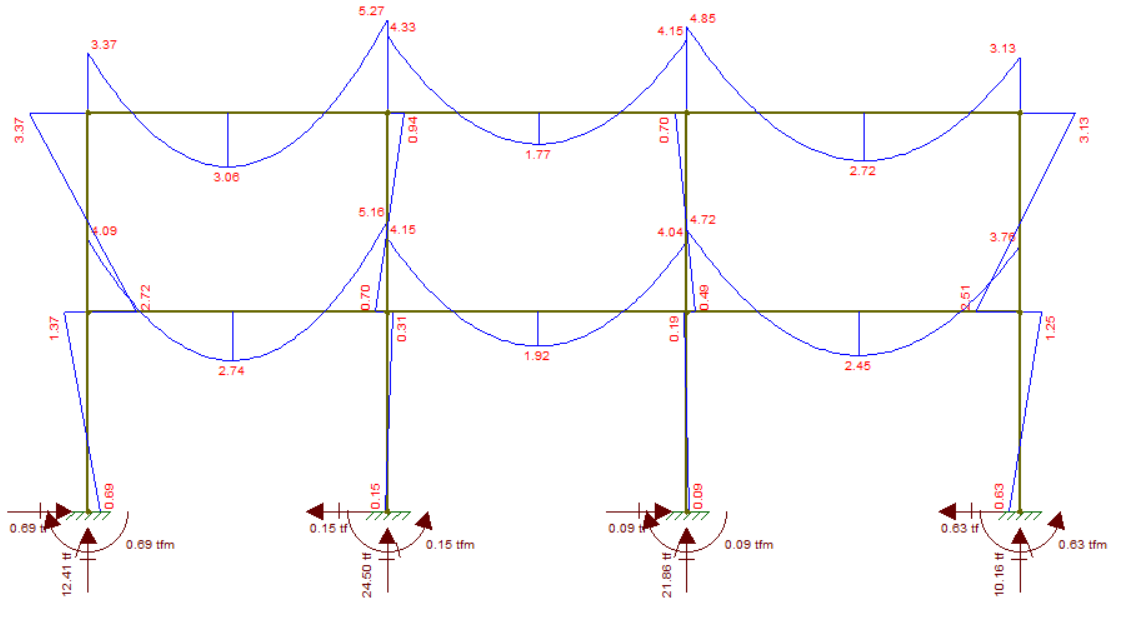 5.27
4.85
4.33
4.15
3.37
3.13
3.37
0.94
0.70
3.13
1.77
3.06
2.72
5.16
4.72
4.09
4.15
4.04
3.76
2.72
0.70
0.49
2.51
1.37
0.31
0.19
1.25
1.92
2.74
2.45
0.69
0.15
0.09
0.63
0.69 tf
0.69 tfm
0.15 tf
0.15 tfm
0.09 tf
0.09 tfm
0.63 tf
0.63 tfm
12.41 tf
24.50 tf
21.86 tf
10.16 tf